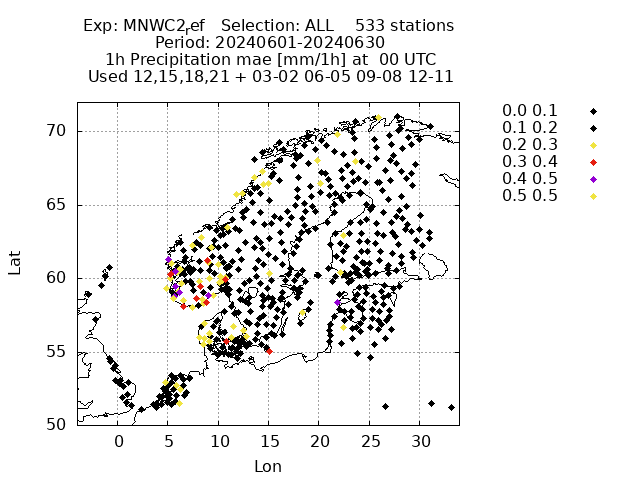 Exp: MNWC2ref   Selection: ALL    533 stations
Period: 20240601-20240630
1h Precipitation mae [mm/1h] at  00 UTC
Used 12,15,18,21 + 03-02 06-05 09-08 12-11
0.0 0.1
0.1 0.2
0.2 0.3
0.3 0.4
0.4 0.5
0.5 0.5
70
65
60
55
50
Lat
0 5 10 15 20 25 30
Lon